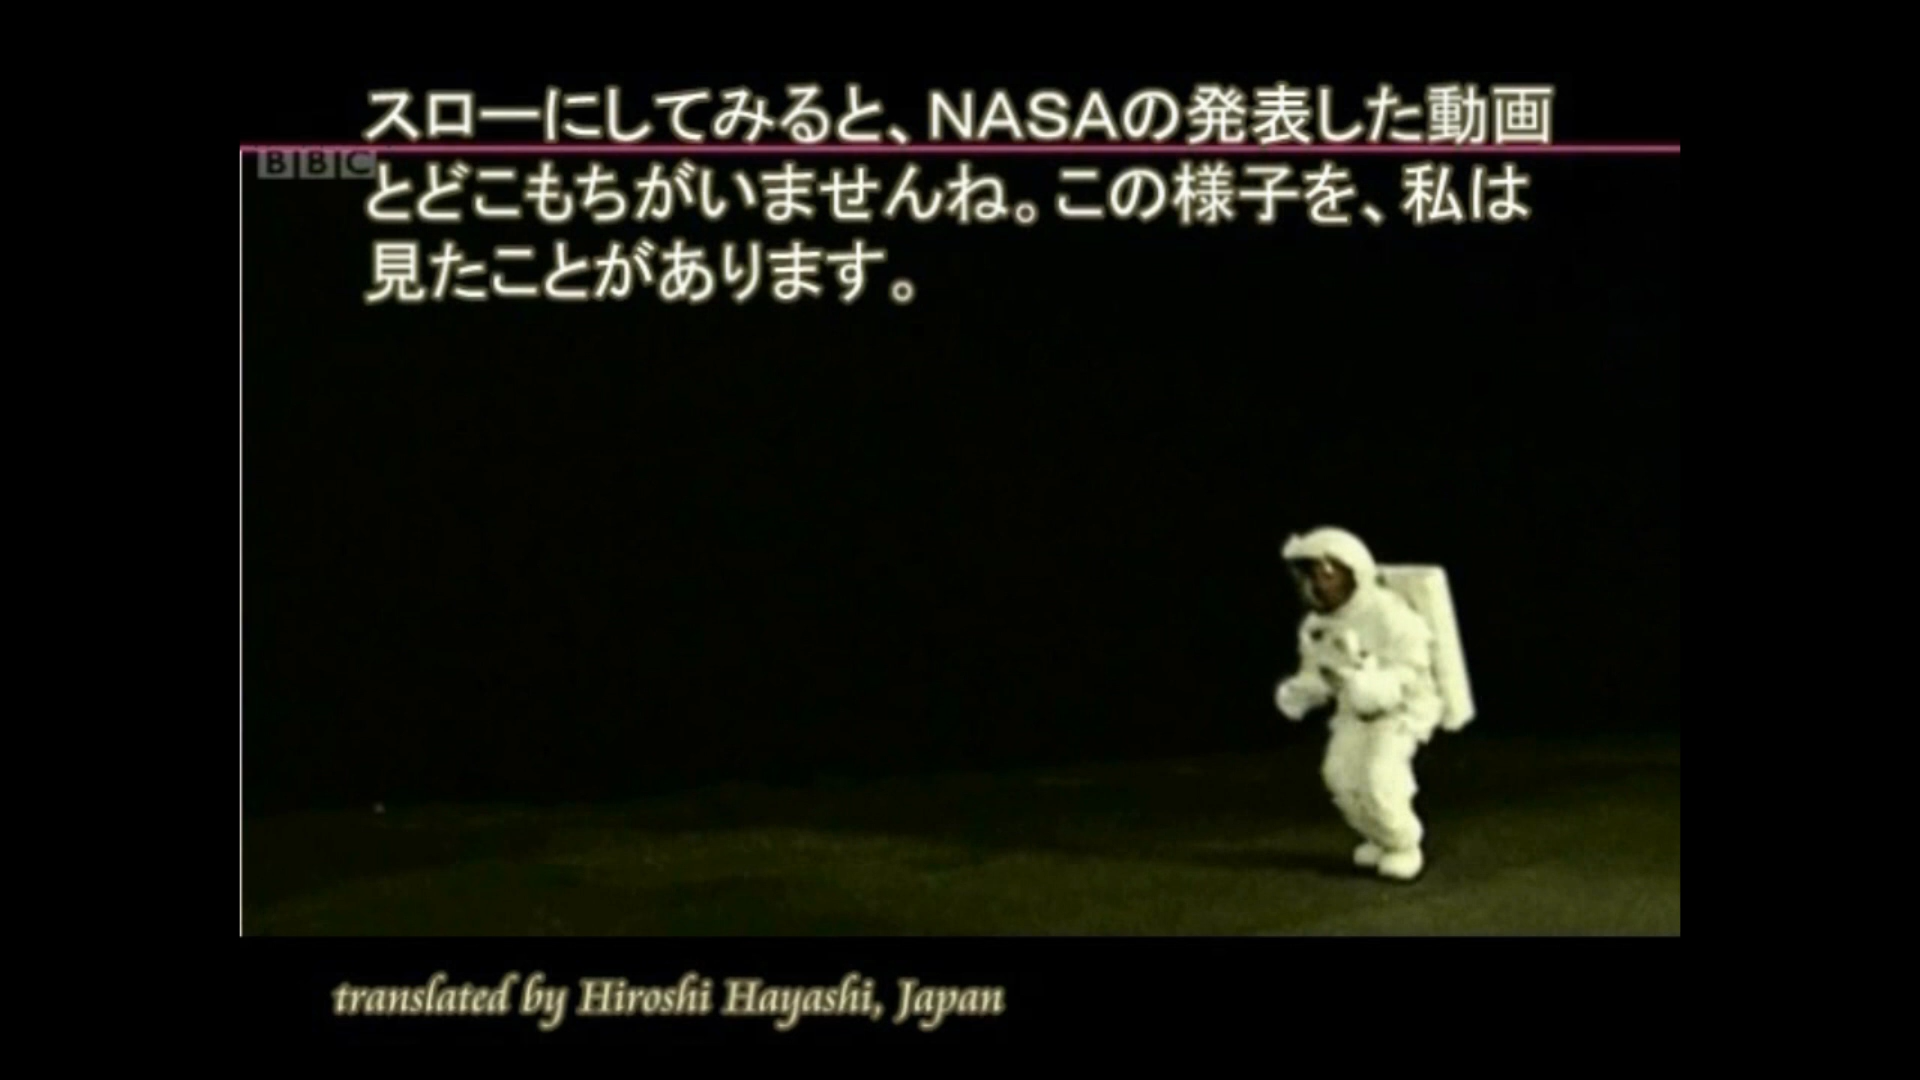 スローにしてみると、NASAの発表した動画
BBC
とどこもちがいませんね。この様子を、私は
見たことがあります。
translated by Hiroshi Hayashi, Japan